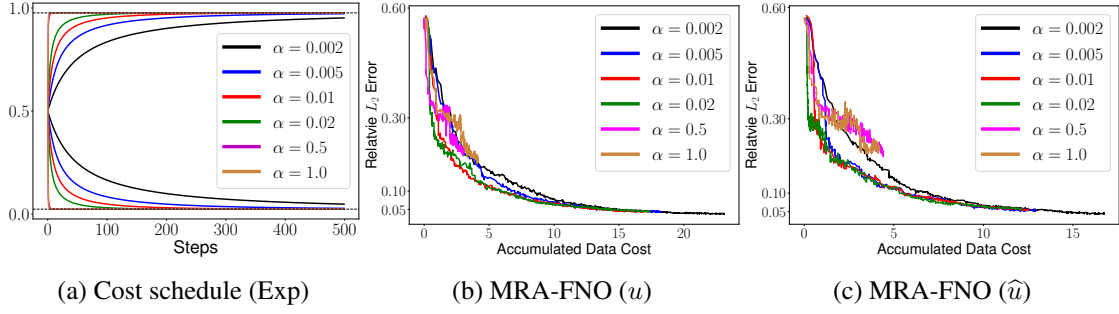 1.0
0.5
0.0
0 100 200 300 400 500
Steps
α = 0.002
α = 0.005
α = 0.01
α = 0.02
α = 0.5
α = 1.0
(a) Cost schedule (Exp)
Relatvie L₂ Error
0.60
0.30
0.10
0.05
0 5 10 15 20
Accumulated Data Cost
α = 0.002
α = 0.005
α = 0.01
α = 0.02
α = 0.5
α = 1.0
(b) MRA-FNO (u)
Relatvie L₂ Error
0.60
0.30
0.10
0.05
0 5 10 15
Accumulated Data Cost
α = 0.002
α = 0.005
α = 0.01
α = 0.02
α = 0.5
α = 1.0
(c) MRA-FNO (û)